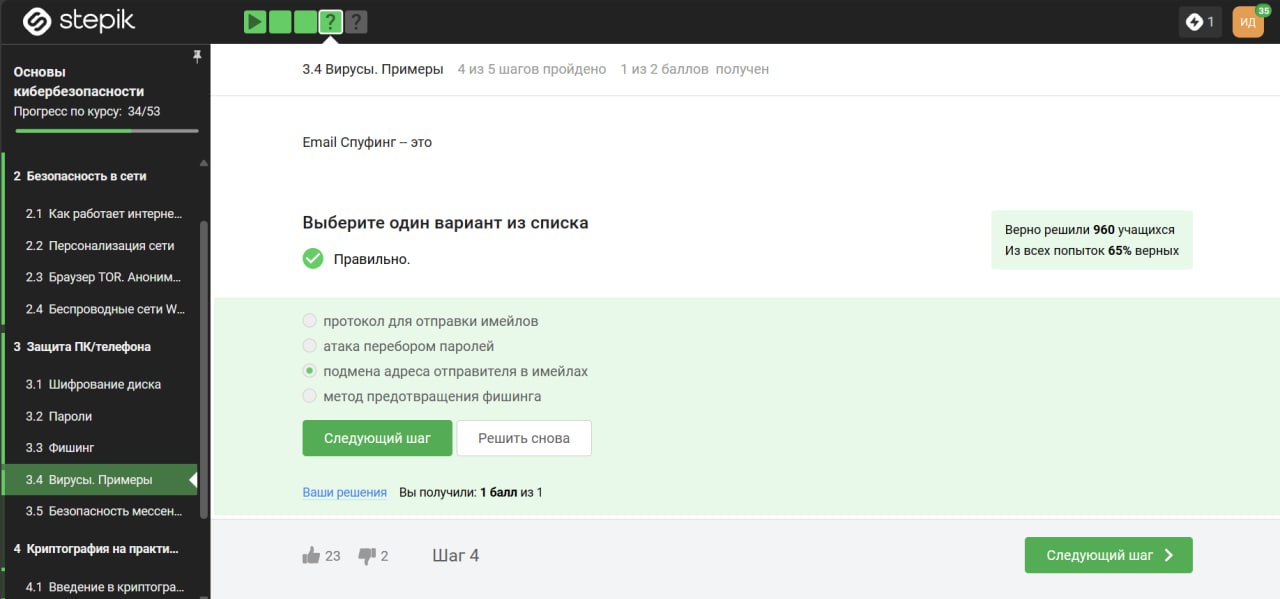 stepik
?
?
1
ИД
35
Основы
кибербезопасности
Прогресс по курсу: 34/53
2 Безопасность в сети
2.1 Как работает интерне...
2.2 Персонализация сети
2.3 Браузер TOR. Аноним...
2.4 Беспроводные сети W...
3 Защита ПК/телефона
3.1 Шифрование диска
3.2 Пароли
3.3 Фишинг
3.4 Вирусы. Примеры
3.5 Безопасность мессен...
4 Криптография на практи...
4.1 Введение в криптогра...
3.4 Вирусы. Примеры 4 из 5 шагов пройдено 1 из 2 баллов получен
Email Спуфинг -- это
Выберите один вариант из списка
Правильно.
Верно решили 960 учащихся
Из всех попыток 65% верных
протокол для отправки имейлов
атака перебором паролей
подмена адреса отправителя в имейлах
метод предотвращения фишинга
Следующий шаг Решить снова
Ваши решения Вы получили: 1 балл из 1
23 2 Шаг 4 Следующий шаг